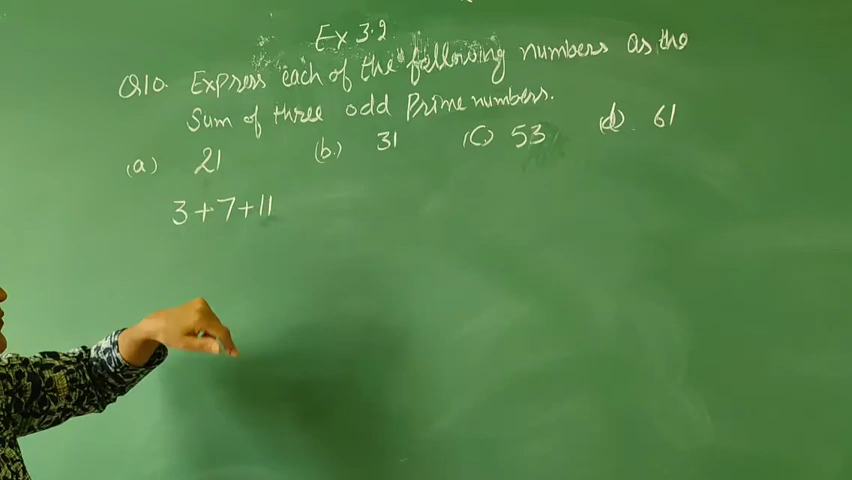 Ex 3.2
Q10. Express each of the following numbers as the
Sum of three odd Prime numbers.
(a) 21 (b.) 31 (c) 53 (d). 61
3+7+11